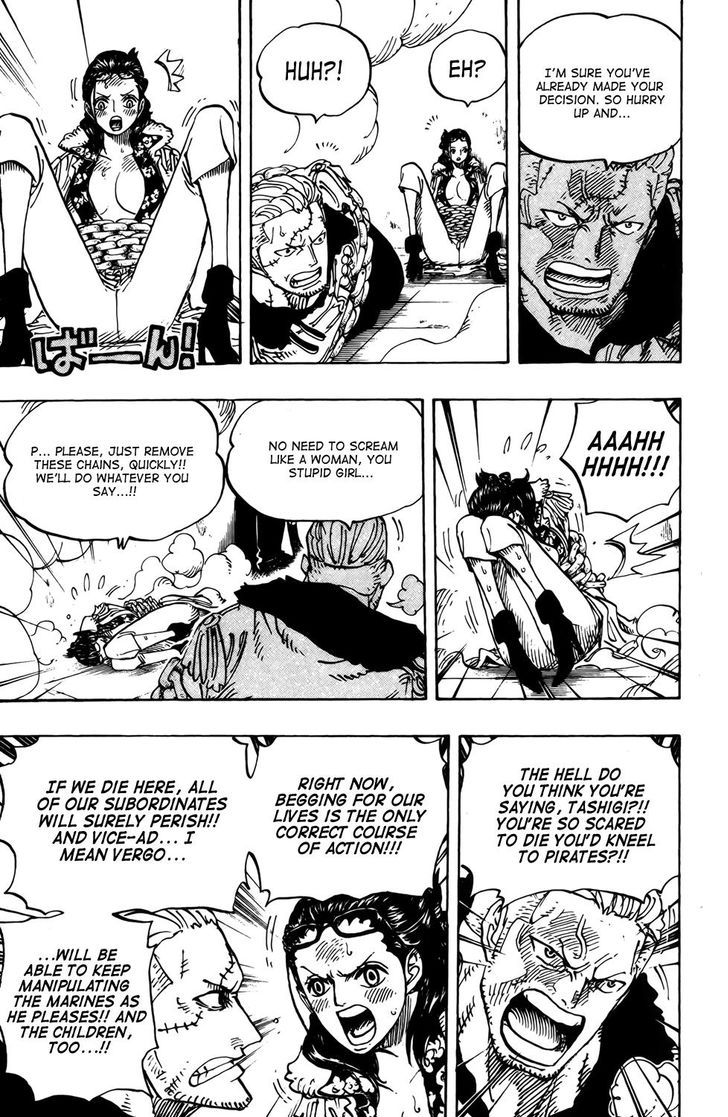 I'M SURE YOU'VE
ALREADY MADE YOUR
DECISION. SO HURRY
UP AND...
EH?
HUH?!
ばーん!
AAAHH
HHHH!!!
NO NEED TO SCREAM
LIKE A WOMAN, YOU
STUPID GIRL...
P... PLEASE, JUST REMOVE
THESE CHAINS, QUICKLY!!
WE'LL DO WHATEVER YOU
SAY...!!
THE HELL DO
YOU THINK YOU'RE
SAYING, TASHIGI?!!
YOU'RE SO SCARED
TO DIE YOU'D KNEEL
TO PIRATES?!!
RIGHT NOW,
BEGGING FOR OUR
LIVES IS THE ONLY
CORRECT COURSE
OF ACTION!!!
IF WE DIE HERE, ALL
OF OUR SUBORDINATES
WILL SURELY PERISH!!
AND VICE-AD... I
MEAN VERGO...
...WILL BE
ABLE TO KEEP
MANIPULATING
THE MARINES AS
HE PLEASES!! AND
THE CHILDREN,
TOO...!!